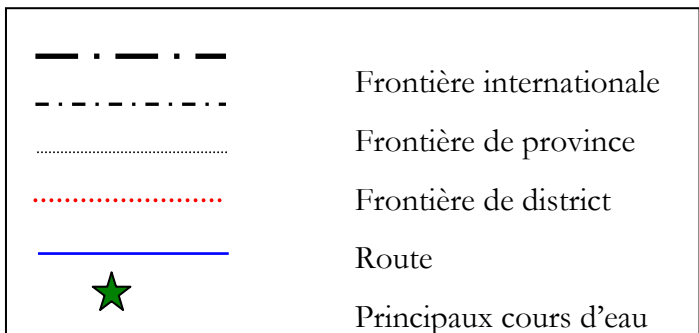 Frontière internationale
Frontière de province
Frontière de district
Route
Principaux cours d'eau